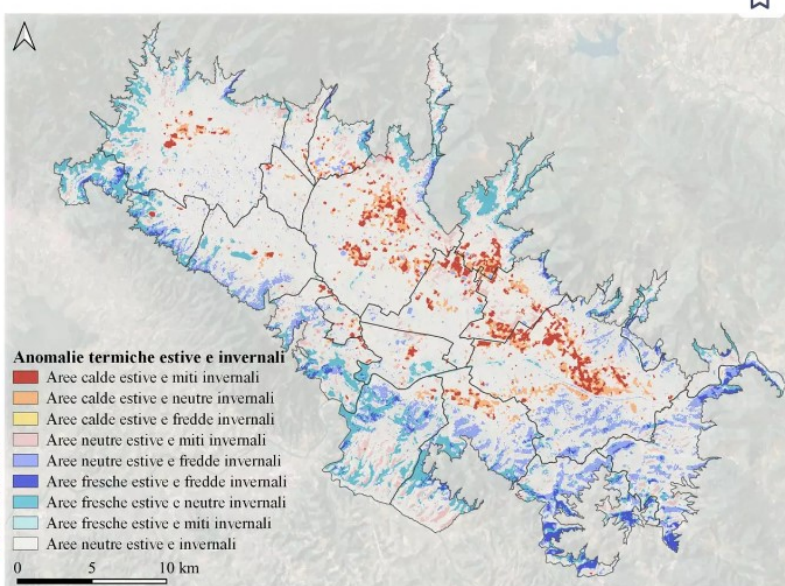 Anomalie termiche estive e invernali
Aree calde estive e miti invernali
Aree calde estive e neutre invernali
Aree calde estive e fredde invernali
Aree neutre estive e miti invernali
Aree neutre estive e fredde invernali
Aree fresche estive e fredde invernali
Aree fresche estive e neutre invernali
Aree fresche estive e miti invernali
Aree neutre estive e invernali
0 5 10 km